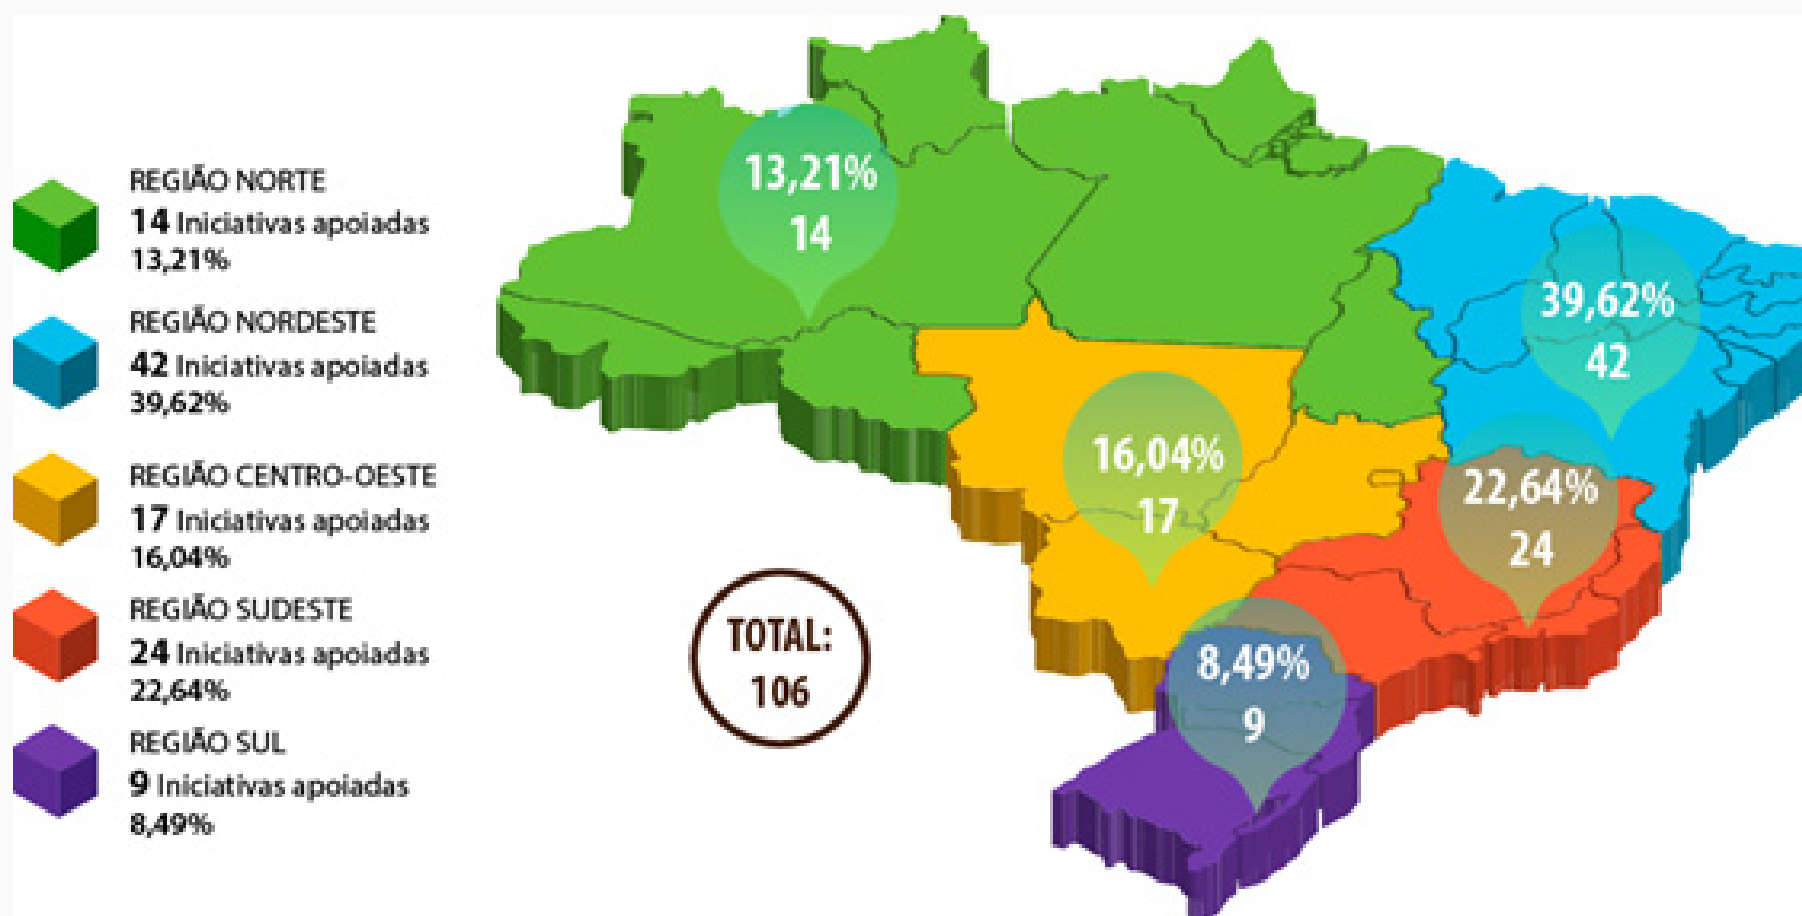 REGIÃO NORTE
14 Iniciativas apoiadas
13,21%
REGIÃO NORDESTE
42 Iniciativas apoiadas
39,62%
REGIÃO CENTRO-OESTE
17 Iniciativas apoiadas
16,04%
REGIÃO SUDESTE
24 Iniciativas apoiadas
22,64%
REGIÃO SUL
9 Iniciativas apoiadas
8,49%
TOTAL:
106
13,21%
14
39,62%
42
16,04%
17
22,64%
24
8,49%
9